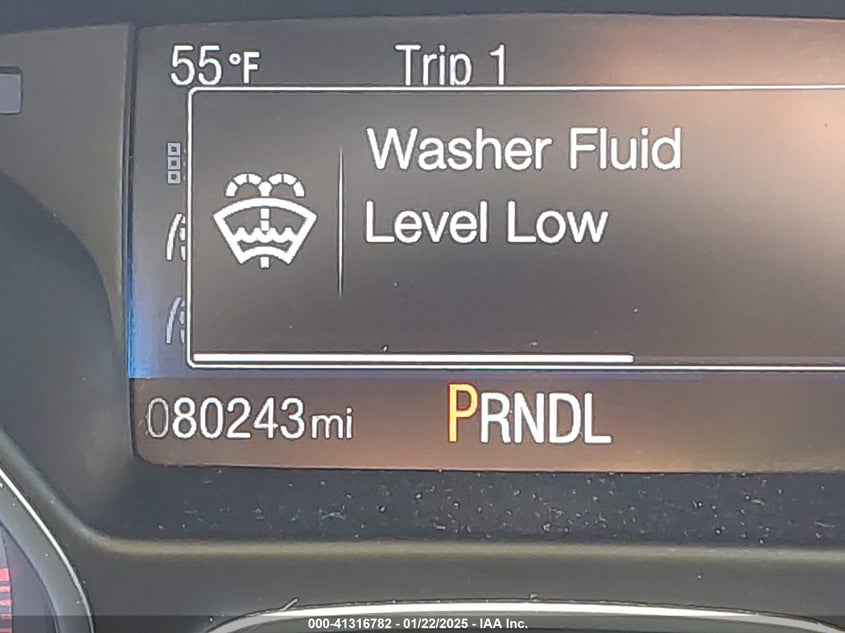 55°F Trip 1
Washer Fluid
Level Low
080243mi PRNDL
000-41316782 - 01/22/2025 - IAA Inc.